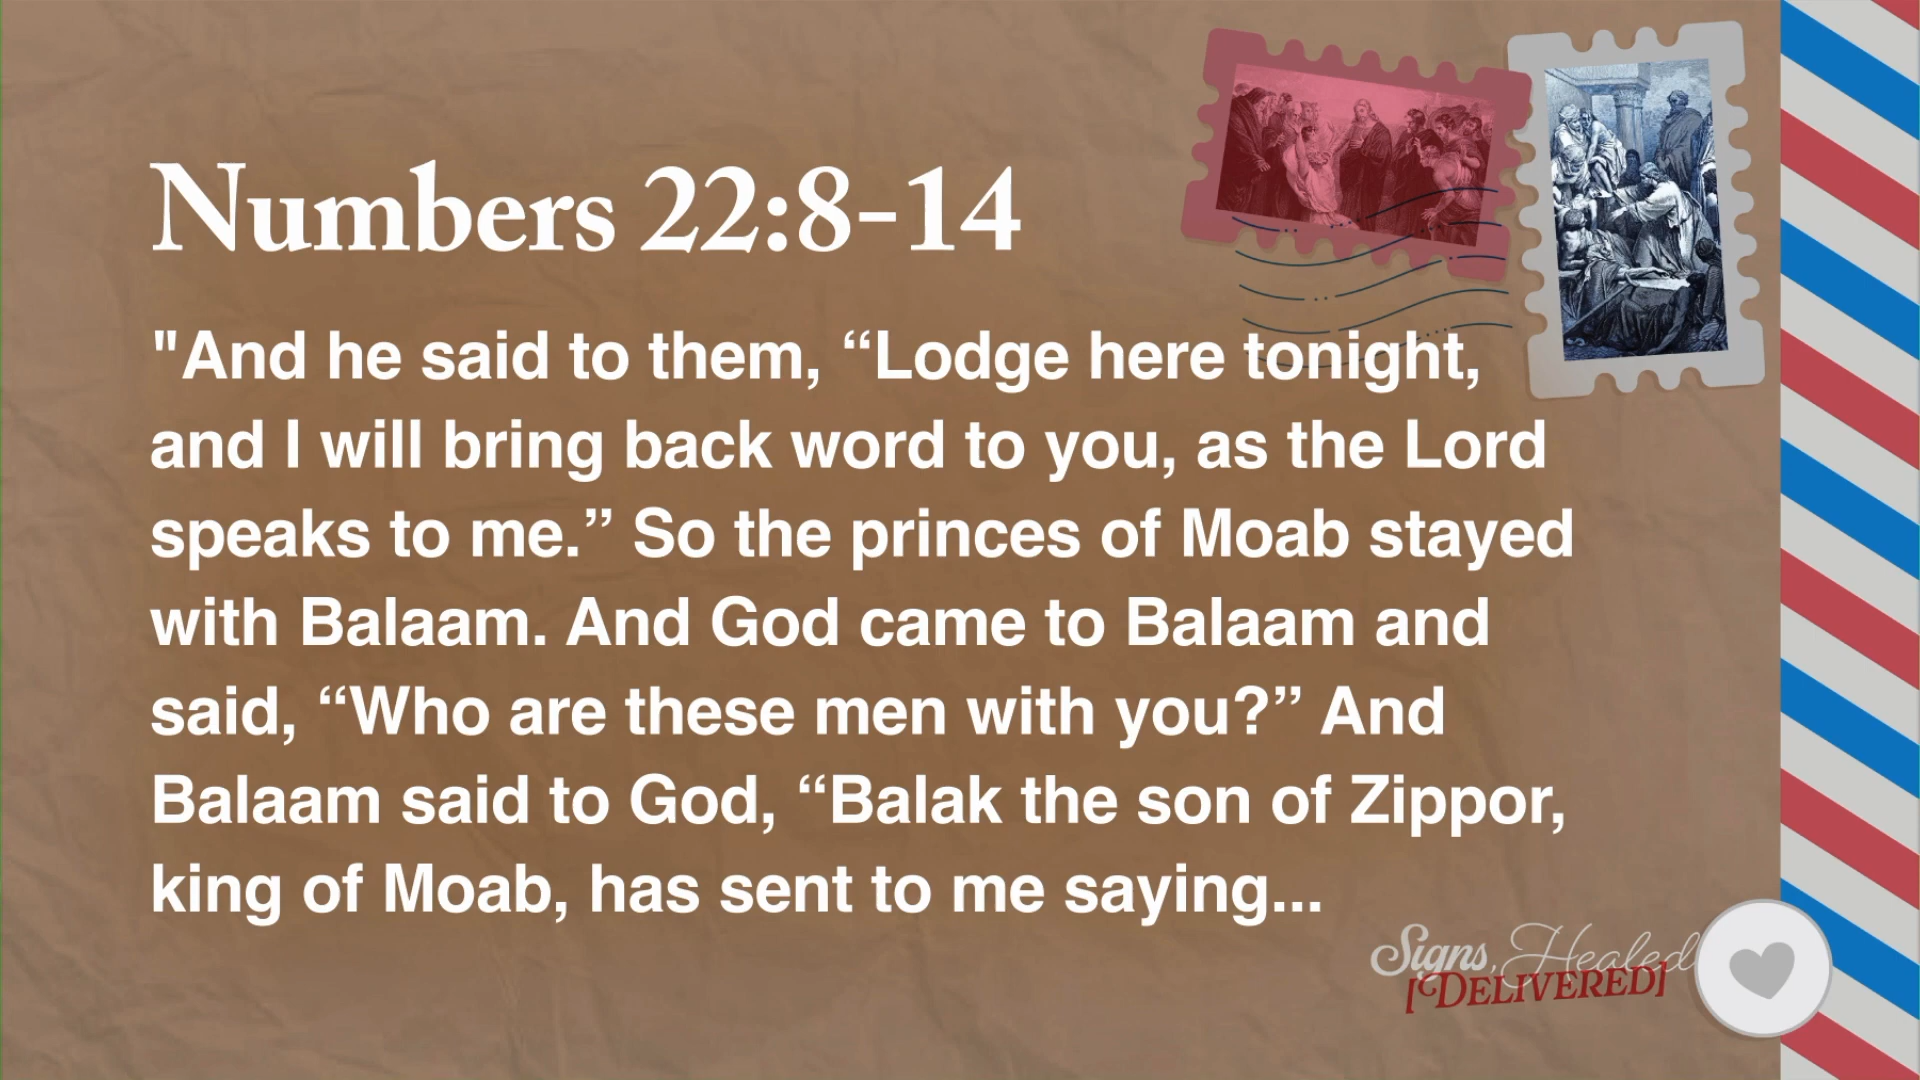 Numbers 22:8-14
"And he said to them, “Lodge here tonight,
and I will bring back word to you, as the Lord
speaks to me.” So the princes of Moab stayed
with Balaam. And God came to Balaam and
said, “Who are these men with you?” And
Balaam said to God, “Balak the son of Zippor,
king of Moab, has sent to me saying...
Signs, Healed
[DELIVERED]